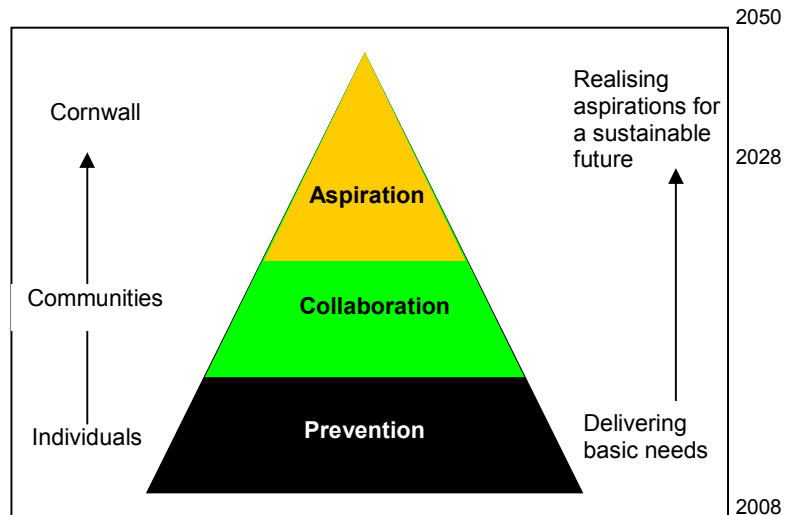 2050
Realising
aspirations for
a sustainable
future
Cornwall
2028
Aspiration
Communities
Collaboration
Individuals
Prevention
Delivering
basic needs
2008